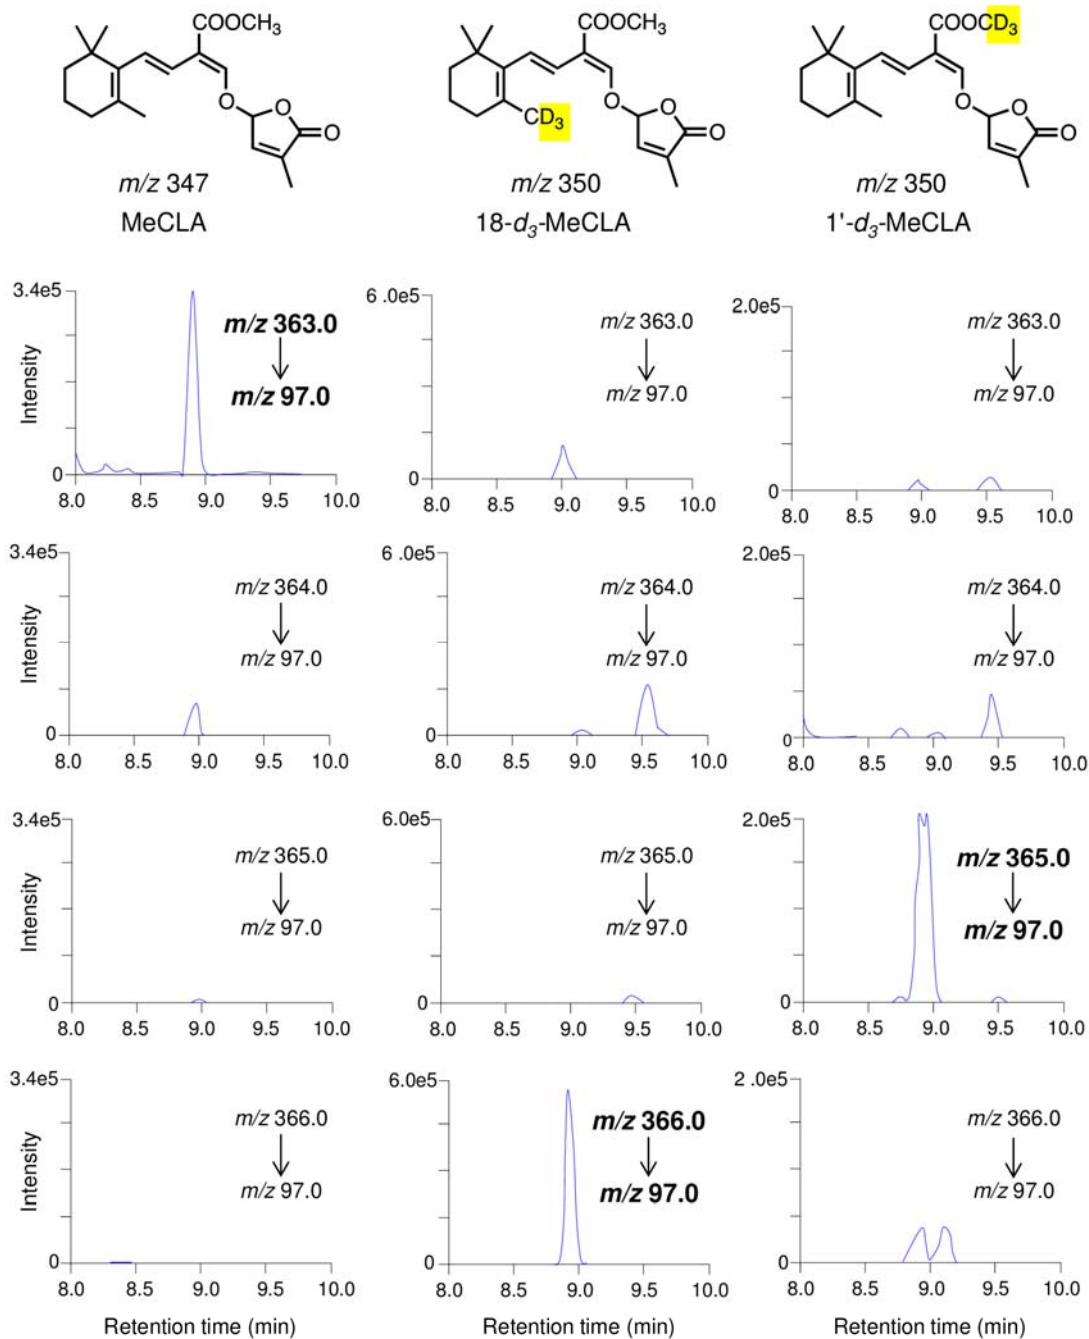 COOCH3 COOCH3 COOCD3
O O O O O O O O O
CD3
m/z 347 m/z 350 m/z 350
MeCLA 18-d3-MeCLA 1'-d3-MeCLA
3.4e5 6 .0e5 2.0e5
m/z 363.0 m/z 363.0 m/z 363.0
m/z 97.0 m/z 97.0 m/z 97.0
Intensity
0 0 0
8.0 8.5 9.0 9.5 10.0 8.0 8.5 9.0 9.5 10.0 8.0 8.5 9.0 9.5 10.0
3.4e5 6 .0e5 2.0e5
m/z 364.0 m/z 364.0 m/z 364.0
m/z 97.0 m/z 97.0 m/z 97.0
Intensity
0 0 0
8.0 8.5 9.0 9.5 10.0 8.0 8.5 9.0 9.5 10.0 8.0 8.5 9.0 9.5 10.0
3.4e5 6.0e5 2.0e5
m/z 365.0 m/z 365.0 m/z 365.0
m/z 97.0 m/z 97.0 m/z 97.0
Intensity
0 0 0
8.0 8.5 9.0 9.5 10.0 8.0 8.5 9.0 9.5 10.0 8.0 8.5 9.0 9.5 10.0
3.4e5 6.0e5 2 .0e5
m/z 366.0 m/z 366.0 m/z 366.0
m/z 97.0 m/z 97.0 m/z 97.0
Intensity
0 0 0
8.0 8.5 9.0 9.5 10.0 8.0 8.5 9.0 9.5 10.0 8.0 8.5 9.0 9.5 10.0
Retention time (min) Retention time (min) Retention time (min)